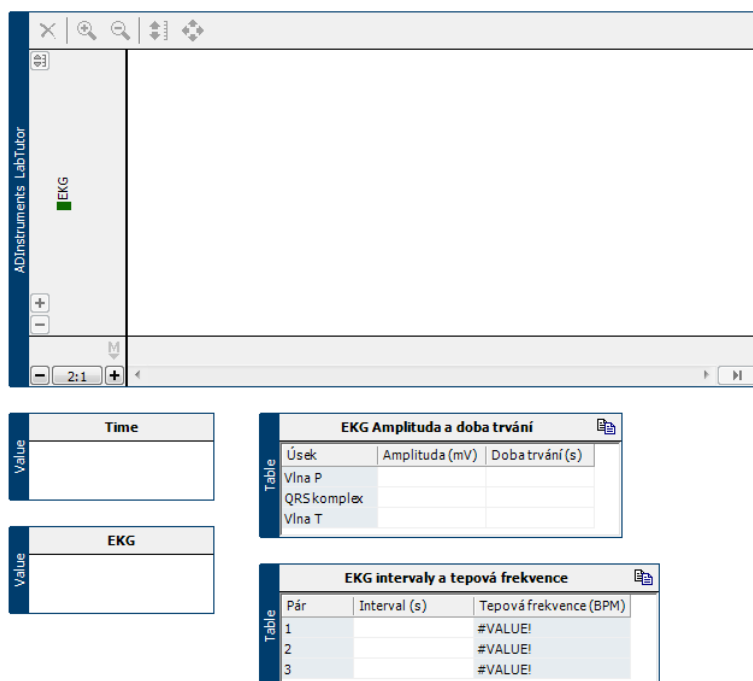 ADInstruments LabTutor
EKG
M
2:1
Value
Time
Value
EKG
Table
EKG Amplituda a doba trvání
Úsek Amplituda (mV) Doba trvání (s)
Vlna P
QRS komplex
Vlna T
Table
EKG intervaly a tepová frekvence
Pár Interval (s) Tepová frekvence (BPM)
1 #VALUE!
2 #VALUE!
3 #VALUE!